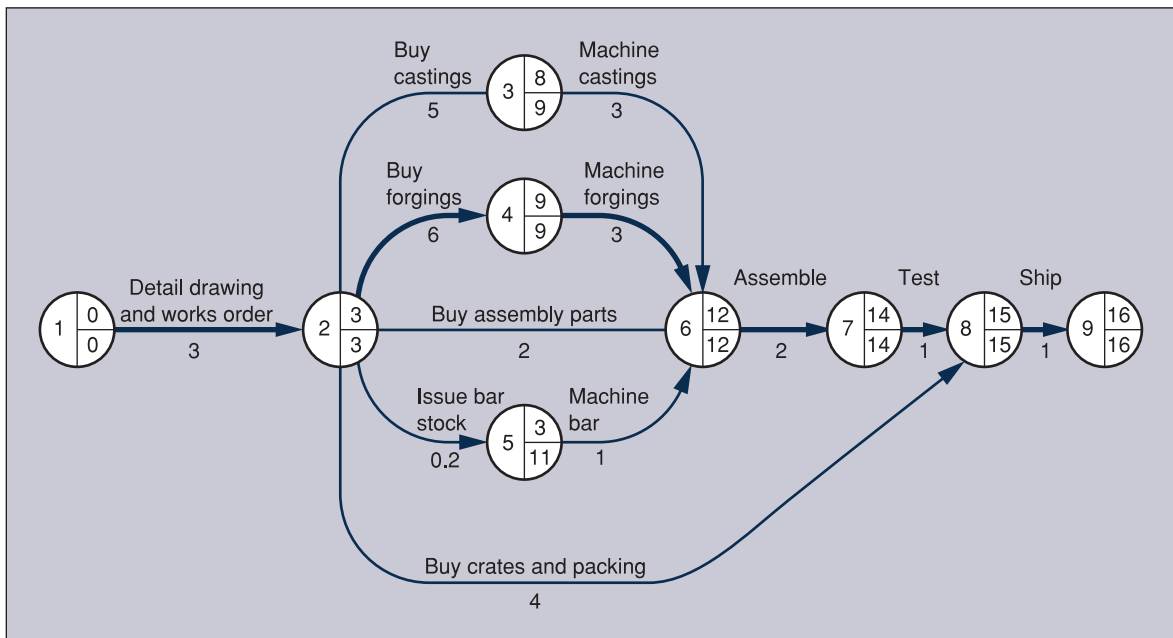 Buy
castings
5
3
8
9
Machine
castings
3
Buy
forgings
6
4
9
9
Machine
forgings
3
1
0
0
Detail drawing
and works order
3
2
3
3
Buy assembly parts
2
6
12
12
Assemble
2
7
14
14
Test
1
8
15
15
Ship
1
9
16
16
Issue bar
stock
0.2
5
3
11
Machine
bar
1
Buy crates and packing
4